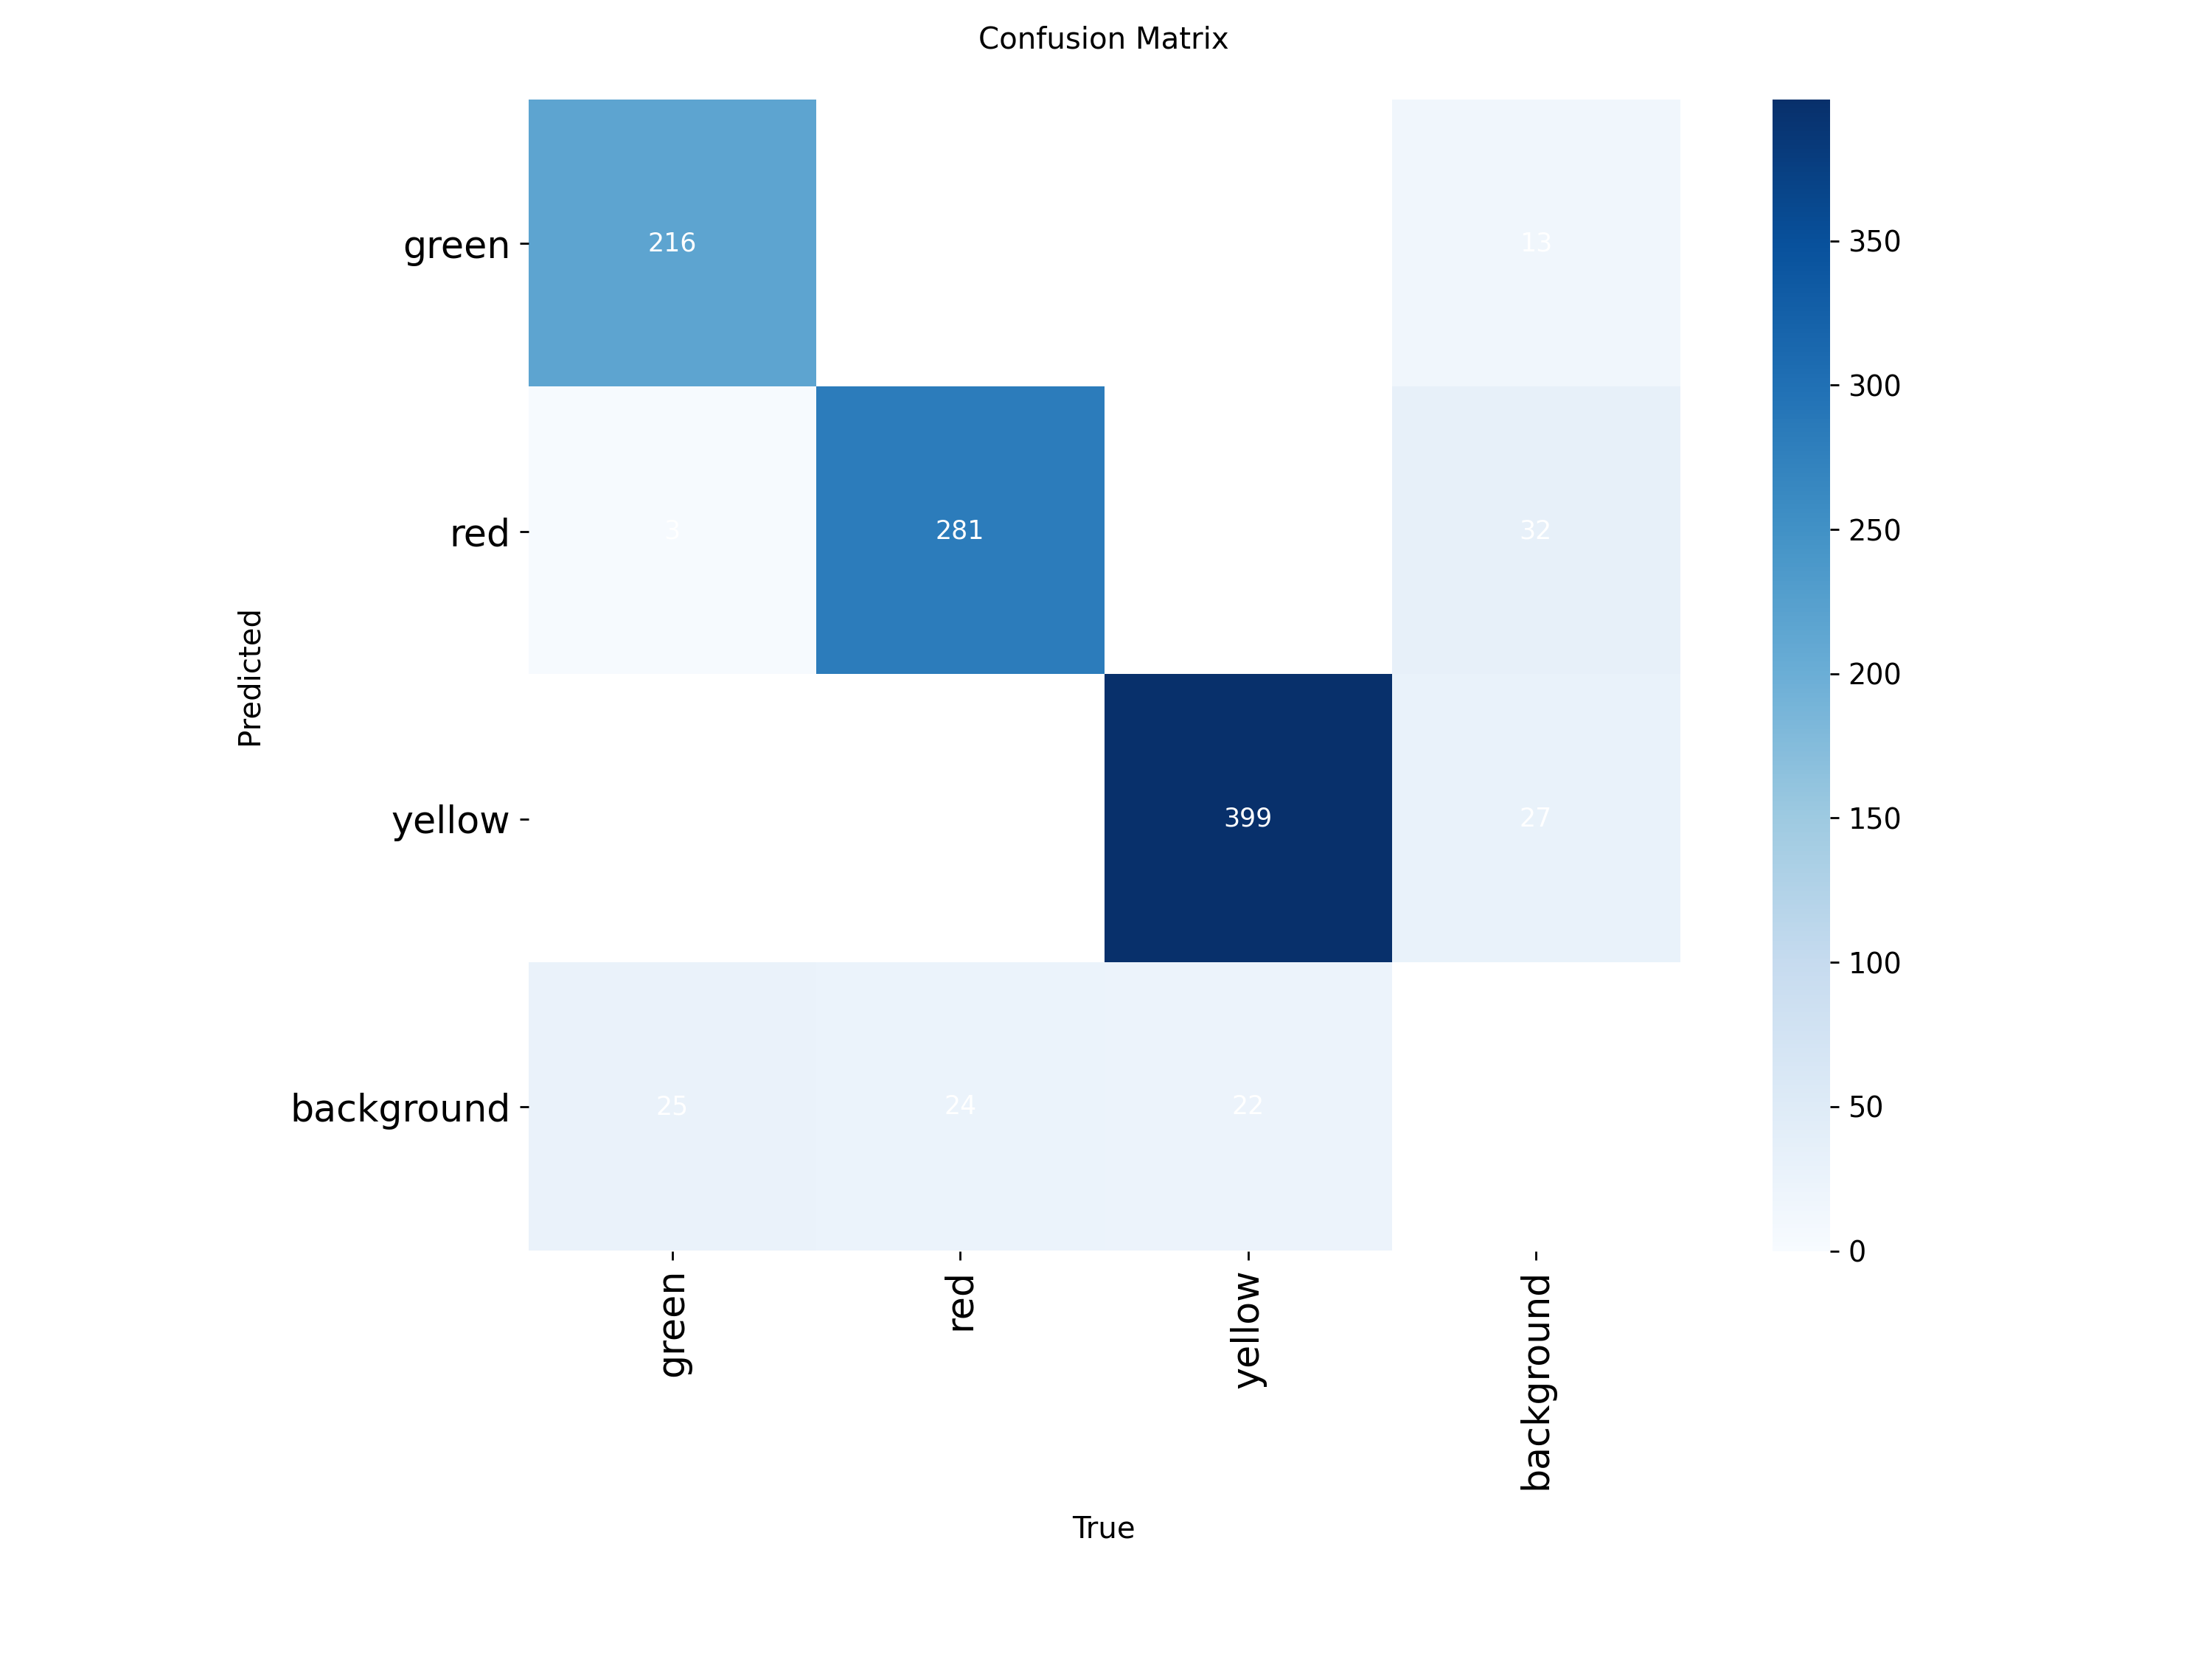 Confusion Matrix
green
216
13
350
300
red
3
281
32
250
200
Predicted
yellow
399
27
150
100
background
25
24
22
50
0
green
red
yellow
background
True